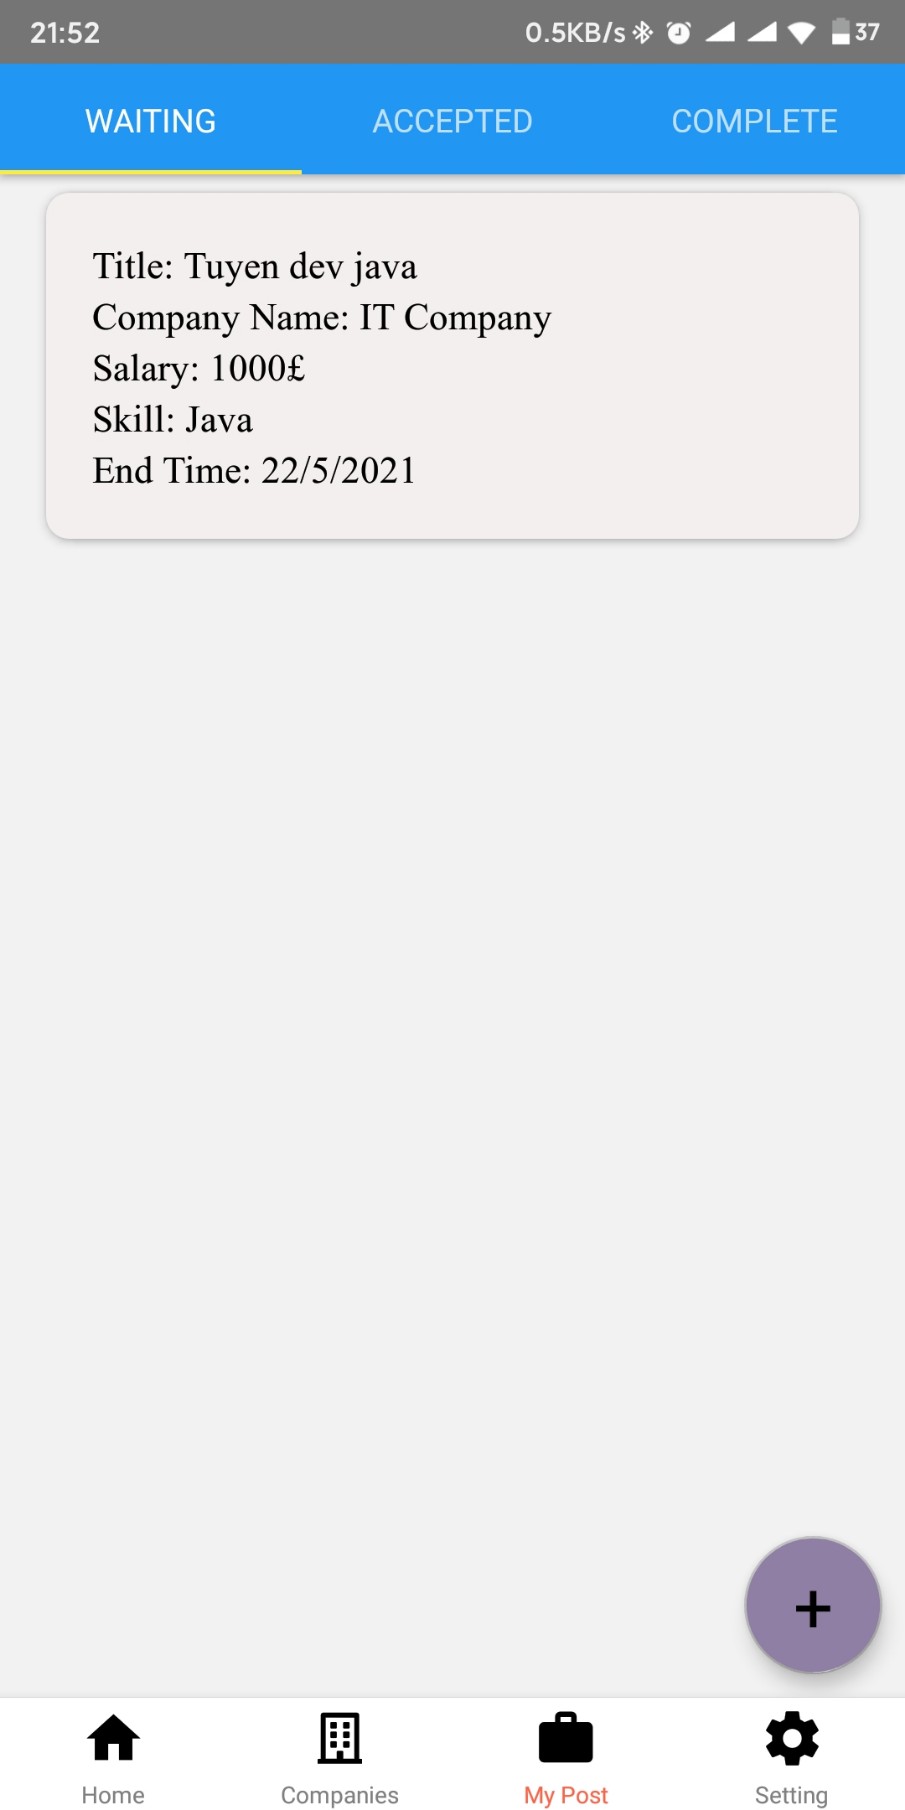 21:52 0.5KB/s 37
WAITING ACCEPTED COMPLETE
Title: Tuyen dev java
Company Name: IT Company
Salary: 1000£
Skill: Java
End Time: 22/5/2021
+
Home Companies My Post Setting